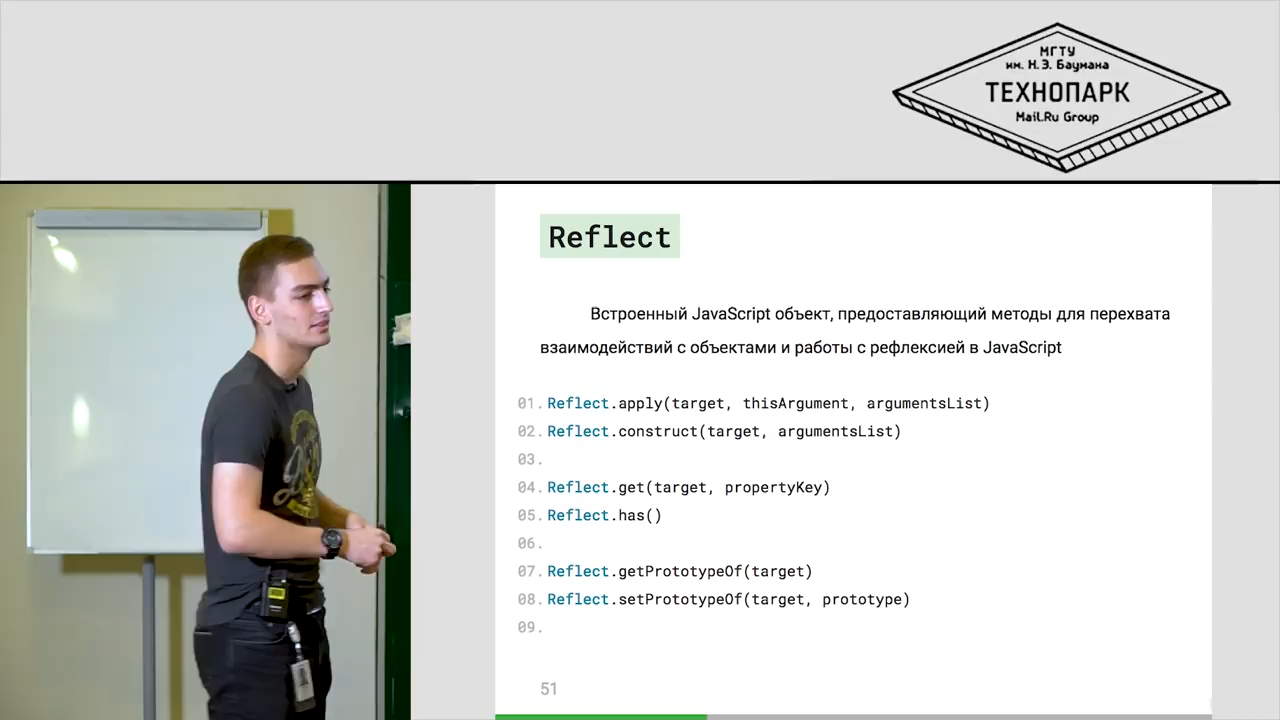 МГТУ
им. Н.Э. Баумана
ТЕХНОПАРК
Mail.Ru Group
Reflect
Встроенный JavaScript объект, предоставляющий методы для перехвата
взаимодействий с объектами и работы с рефлексией в JavaScript
01. Reflect.apply(target, thisArgument, argumentsList)
02. Reflect.construct(target, argumentsList)
03.
04. Reflect.get(target, propertyKey)
05. Reflect.has()
06.
07. Reflect.getPrototypeOf(target)
08. Reflect.setPrototypeOf(target, prototype)
09.
51